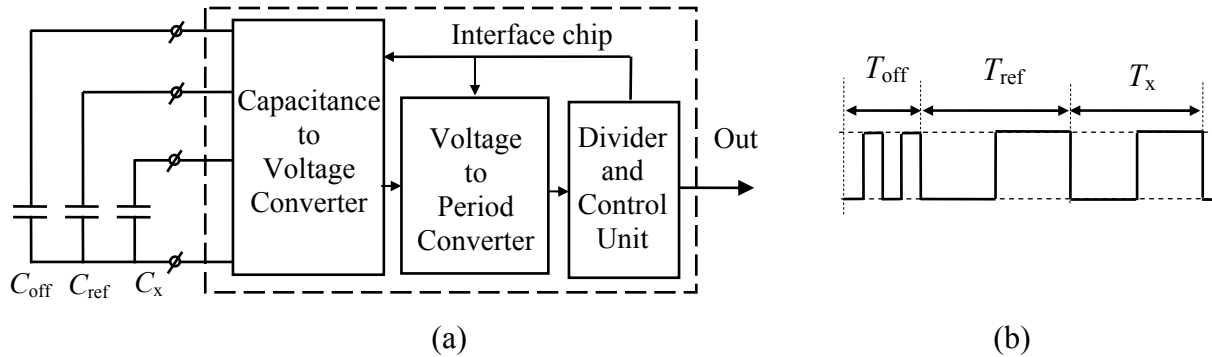 Interface chip
Capacitance
to
Voltage
Converter
Voltage
to
Period
Converter
Divider
and
Control
Unit
Out
C_off
C_ref
C_x
(a)
T_off
T_ref
T_x
(b)